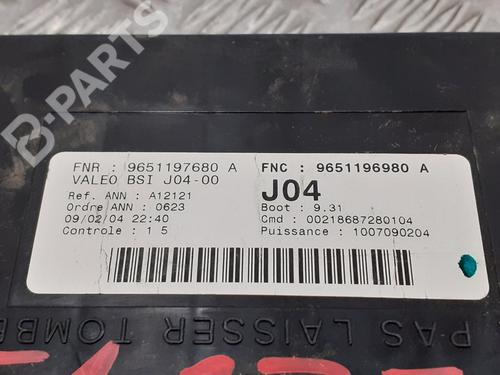 B-PARTS
FNR : 9651197680 A
VALEO BSI J04-00
Ref. ANN : A12121
Ordre ANN : 0623
09/02/04 22:40
Controle : 1 5
FNC : 9651196980 A
J04
Boot : 9.31
Cmd : 00218687280104
Puissance : 1007090204
PAS LAISSER TOMBE